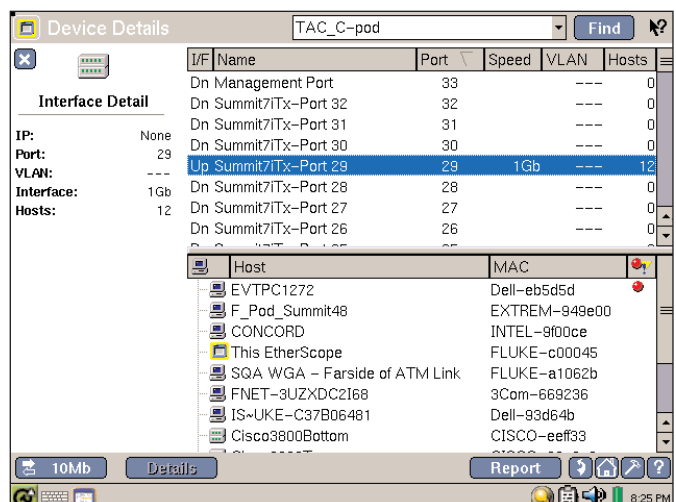 Device Details TAC_C-pod Find
I/F Name Port Speed VLAN Hosts
Dn Management Port 33 --- 0
Dn Summit7iTx-Port 32 32 --- 0
Dn Summit7iTx-Port 31 31 --- 0
Dn Summit7iTx-Port 30 30 --- 0
Up Summit7iTx-Port 29 29 1Gb --- 12
Dn Summit7iTx-Port 28 28 --- 0
Dn Summit7iTx-Port 27 27 --- 0
Dn Summit7iTx-Port 26 26 --- 0
Interface Detail
IP: None
Port: 29
VLAN: ---
Interface: 1Gb
Hosts: 12
Host MAC
EVTPC1272 Dell-eb5d5d
F_Pod_Summit48 EXTREM-949e00
CONCORD INTEL-9f00ce
This EtherScope FLUKE-c00045
SQA WGA - Farside of ATM Link FLUKE-a1062b
FNET-3UZXDC2I68 3Com-669236
IS~UKE-C37B06481 Dell-93d64b
Cisco3800Bottom CISCO-eeff33
10Mb Details Report
8:25 PM